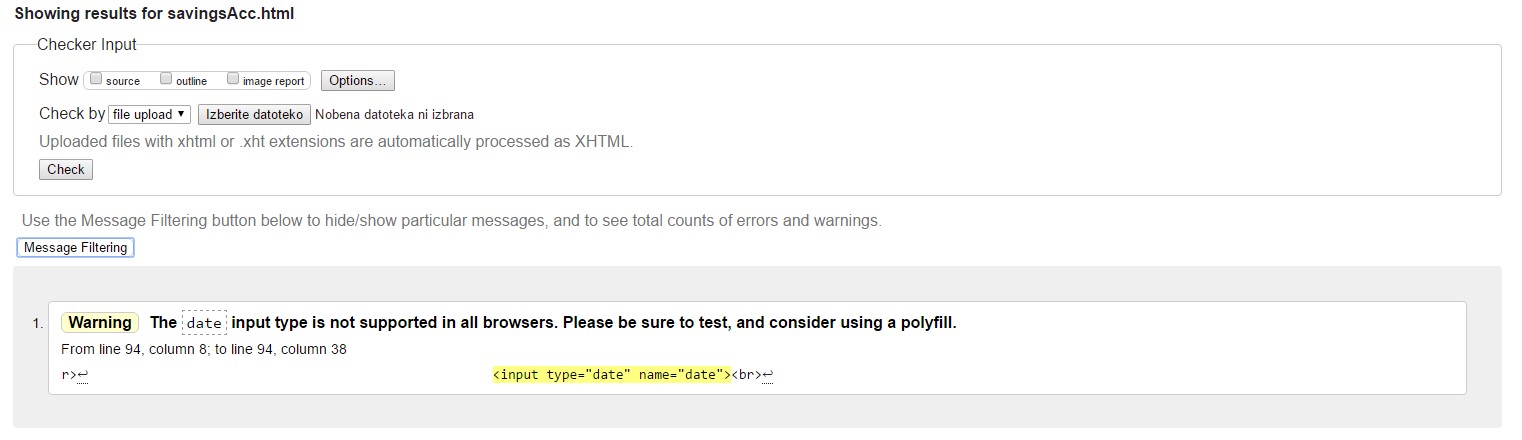 Showing results for savingsAcc.html
Checker Input
Show source outline image report Options...
Check by file upload Izberite datoteko Nobena datoteka ni izbrana
Uploaded files with xhtml or .xht extensions are automatically processed as XHTML.
Check
Use the Message Filtering button below to hide/show particular messages, and to see total counts of errors and warnings.
Message Filtering
1. Warning The date input type is not supported in all browsers. Please be sure to test, and consider using a polyfill.
From line 94, column 8; to line 94, column 38
r>↩ <input type="date" name="date"><br>↩